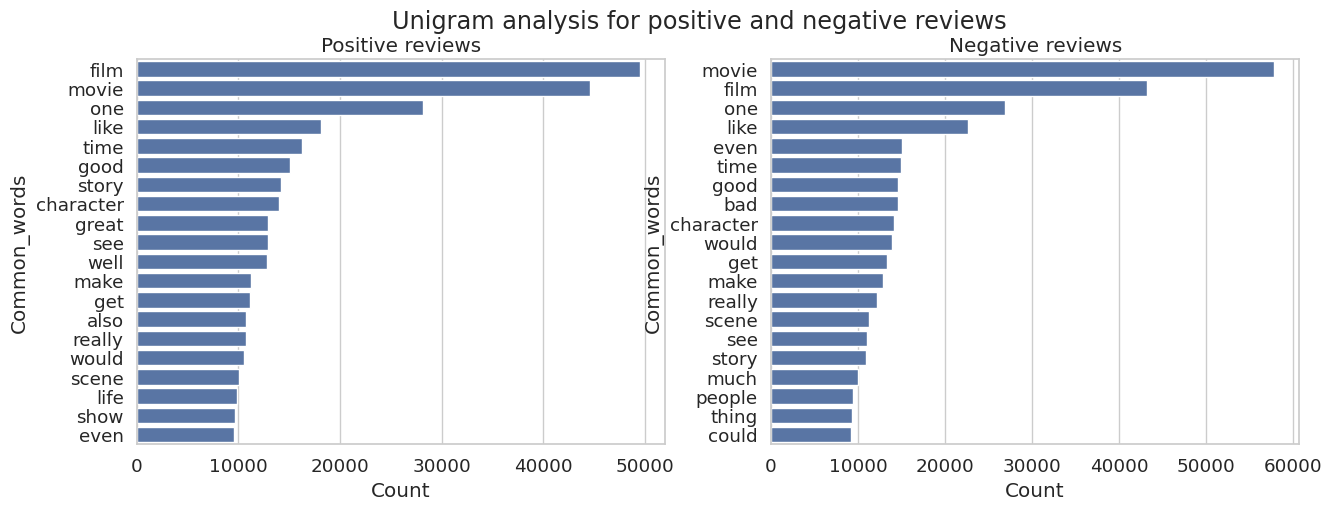 Unigram analysis for positive and negative reviews
Positive reviews
film
movie
one
like
time
good
story
character
great
see
well
make
get
also
really
would
scene
life
show
even
Common_words
0 10000 20000 30000 40000 50000
Count
Negative reviews
movie
film
one
like
even
time
good
bad
character
would
get
make
really
scene
see
story
much
people
thing
could
Common_words
0 10000 20000 30000 40000 50000 60000
Count